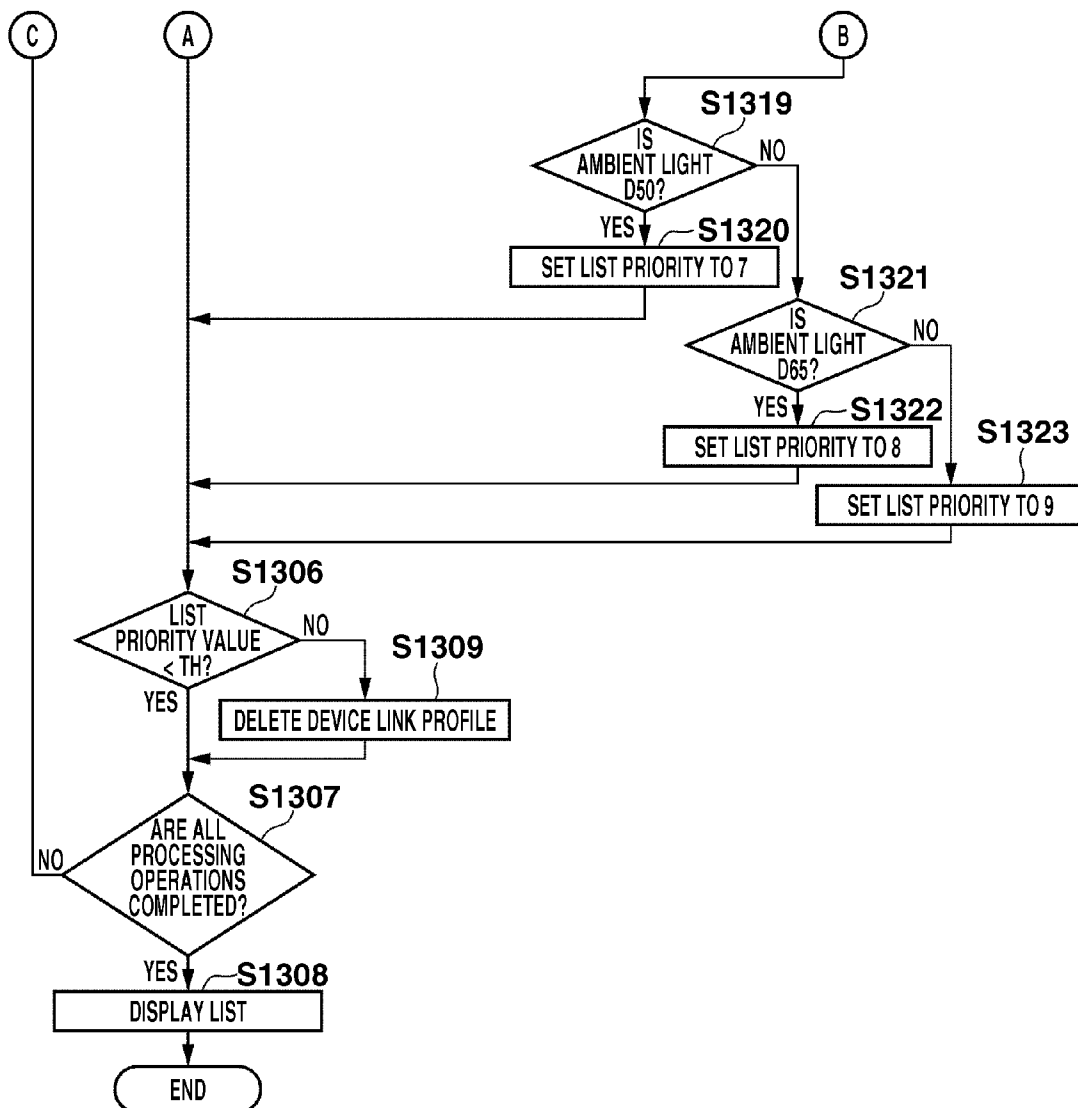 C
A
B
S1319
IS
AMBIENT LIGHT
D50?
NO
YES
S1320
SET LIST PRIORITY TO 7
S1321
IS
AMBIENT LIGHT
D65?
NO
YES
S1322
SET LIST PRIORITY TO 8
S1323
SET LIST PRIORITY TO 9
S1306
LIST
PRIORITY VALUE
< TH?
NO
YES
S1309
DELETE DEVICE LINK PROFILE
S1307
ARE ALL
PROCESSING
OPERATIONS
COMPLETED?
NO
YES
S1308
DISPLAY LIST
END